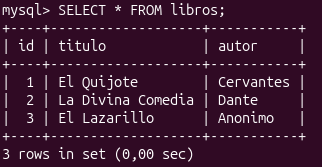 mysql> SELECT * FROM libros;
+----+-------------------+-----------+
| id | titulo            | autor     |
+----+-------------------+-----------+
|  1 | El Quijote        | Cervantes |
|  2 | La Divina Comedia | Dante     |
|  3 | El Lazarillo      | Anonimo   |
+----+-------------------+-----------+
3 rows in set (0,00 sec)